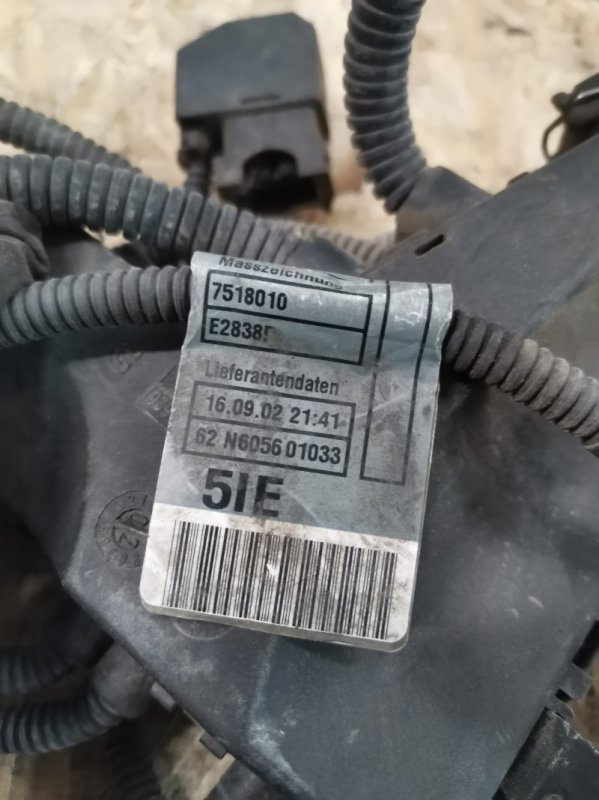 Masszeichnung
7518010
Lieferantendaten
16.09.02 21:41
62 N6056 01033
5IE